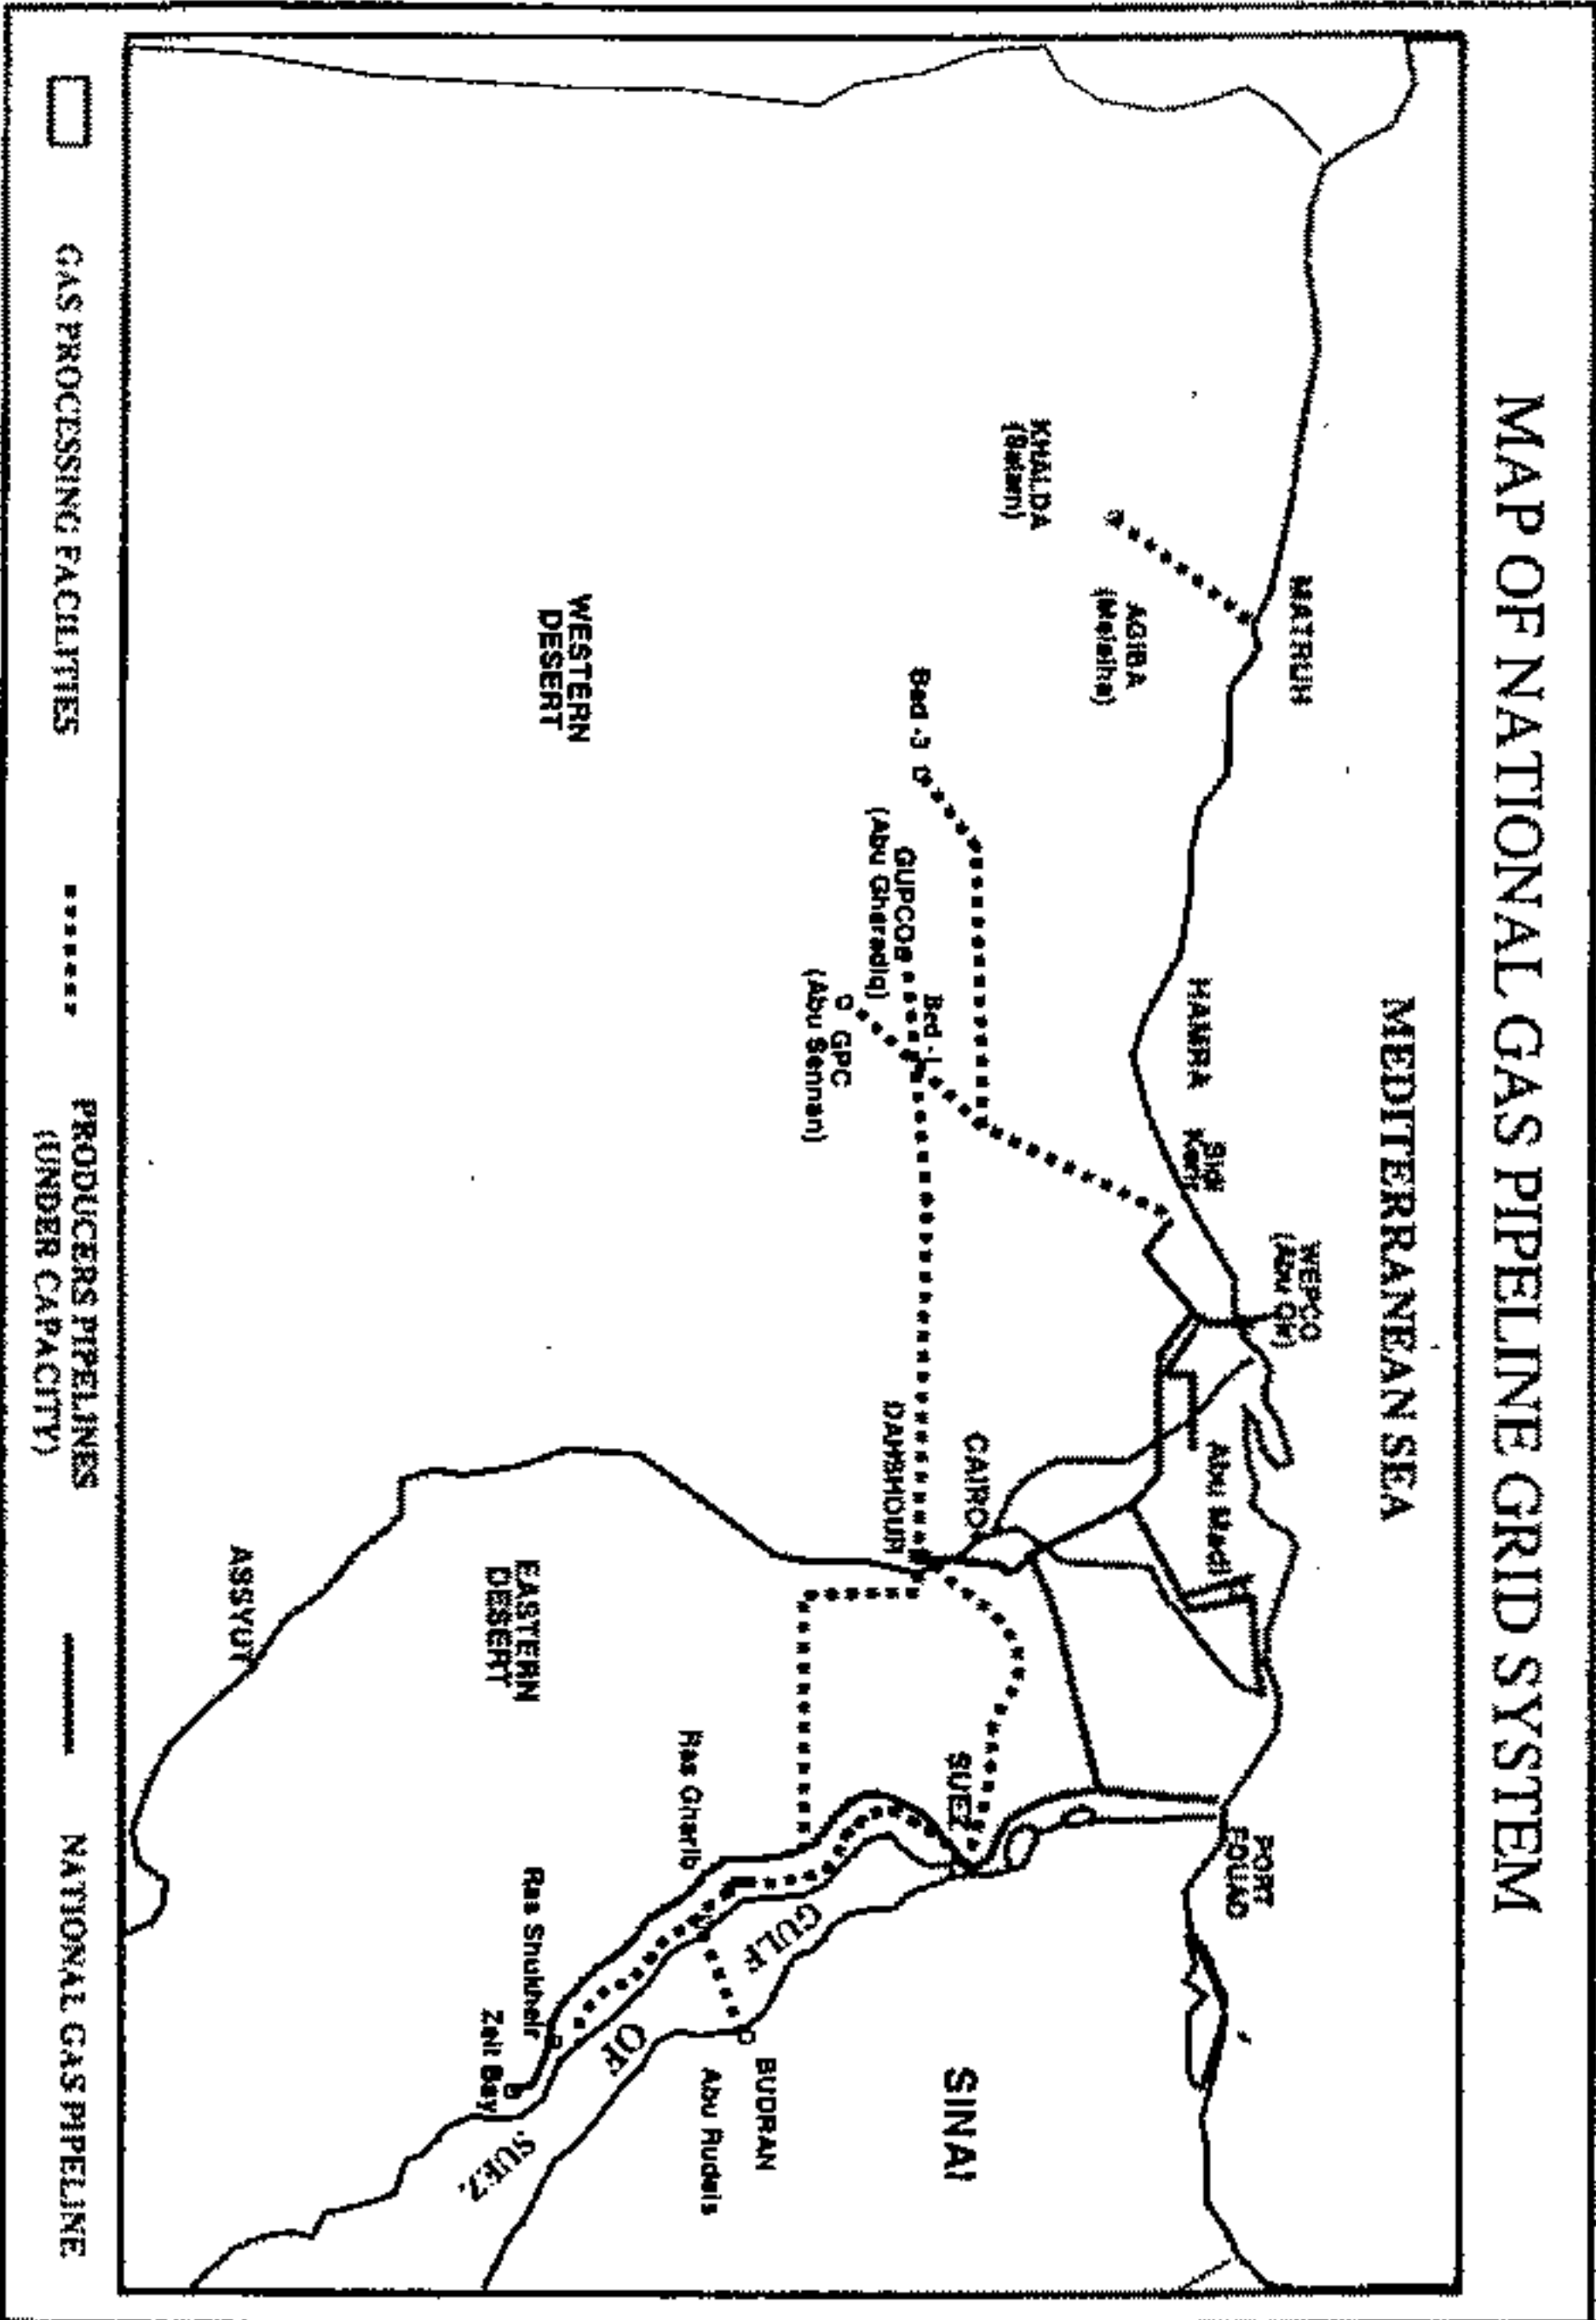 MAP OF NATIONAL GAS PIPELINE GRID SYSTEM
MEDITERRANEAN SEA
MATRUH
HAMRA
Sidi
Kerir
WEPCO
(Abu Qir)
PORT
FOUAD
KHALDA
(Salam)
AGIBA
(Meleiha)
Abu Madi
Bed -3
GUPCO
(Abu Gharadiq)
Bed -1
GPC
(Abu Sennan)
CAIRO
DAHSHOUR
SUEZ
SINAI
WESTERN
DESERT
EASTERN
DESERT
ASSYUT
Ras Gharib
Ras Shukheir
Zeit Bay
GULF
OF
SUEZ
BUDRAN
Abu Rudeis
GAS PROCESSING FACILITIES
PRODUCERS PIPELINES
(UNDER CAPACITY)
NATIONAL GAS PIPELINE